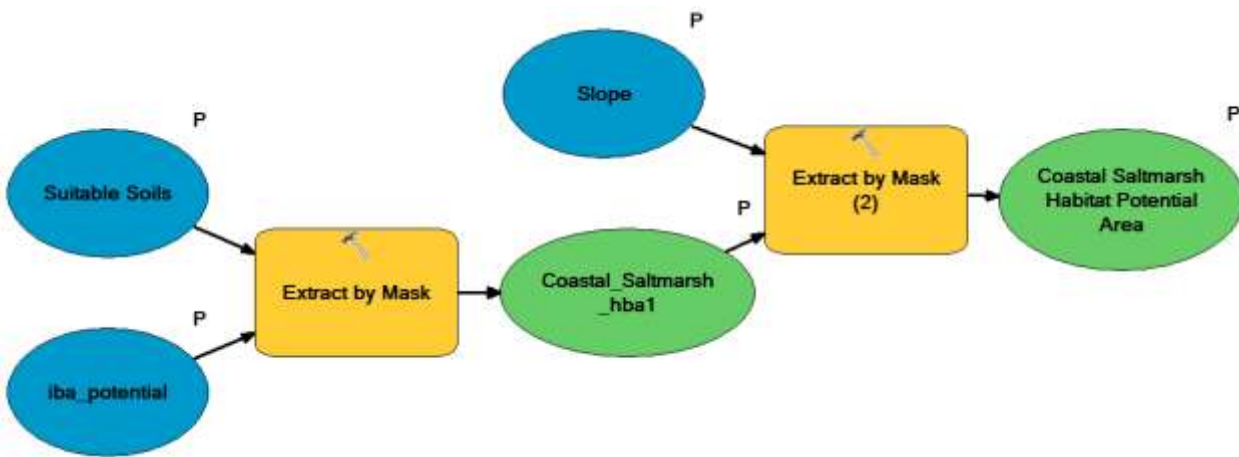 P
Slope
P
P
Suitable Soils
Extract by Mask
(2)
Coastal Saltmarsh
Habitat Potential
Area
P
Extract by Mask
Coastal_Saltmarsh
_hba1
P
iba_potential